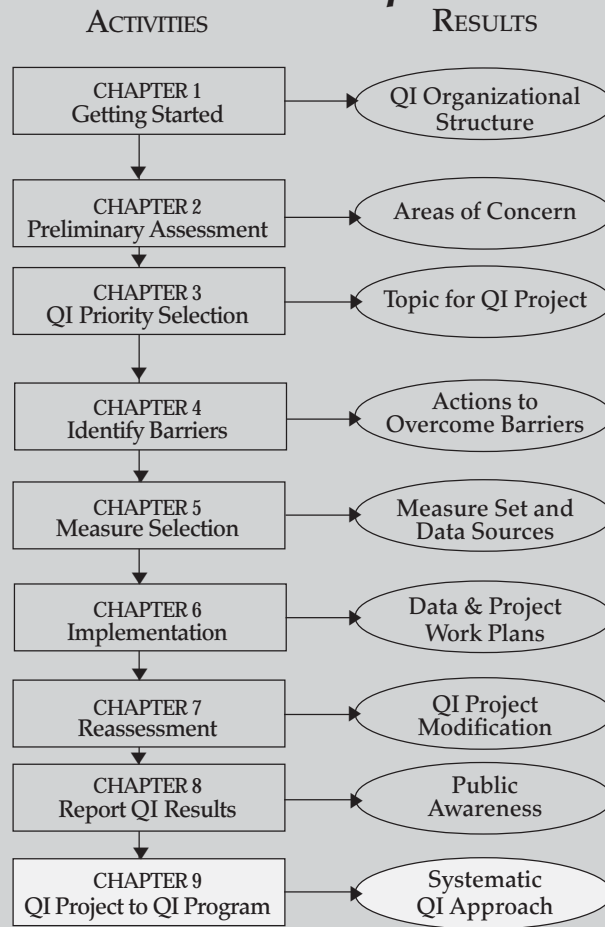 ACTIVITIES
RESULTS
CHAPTER 1
Getting Started
QI Organizational
Structure
CHAPTER 2
Preliminary Assessment
Areas of Concern
CHAPTER 3
QI Priority Selection
Topic for QI Project
CHAPTER 4
Identify Barriers
Actions to
Overcome Barriers
CHAPTER 5
Measure Selection
Measure Set and
Data Sources
CHAPTER 6
Implementation
Data & Project
Work Plans
CHAPTER 7
Reassessment
QI Project
Modification
CHAPTER 8
Report QI Results
Public
Awareness
CHAPTER 9
QI Project to QI Program
Systematic
QI Approach